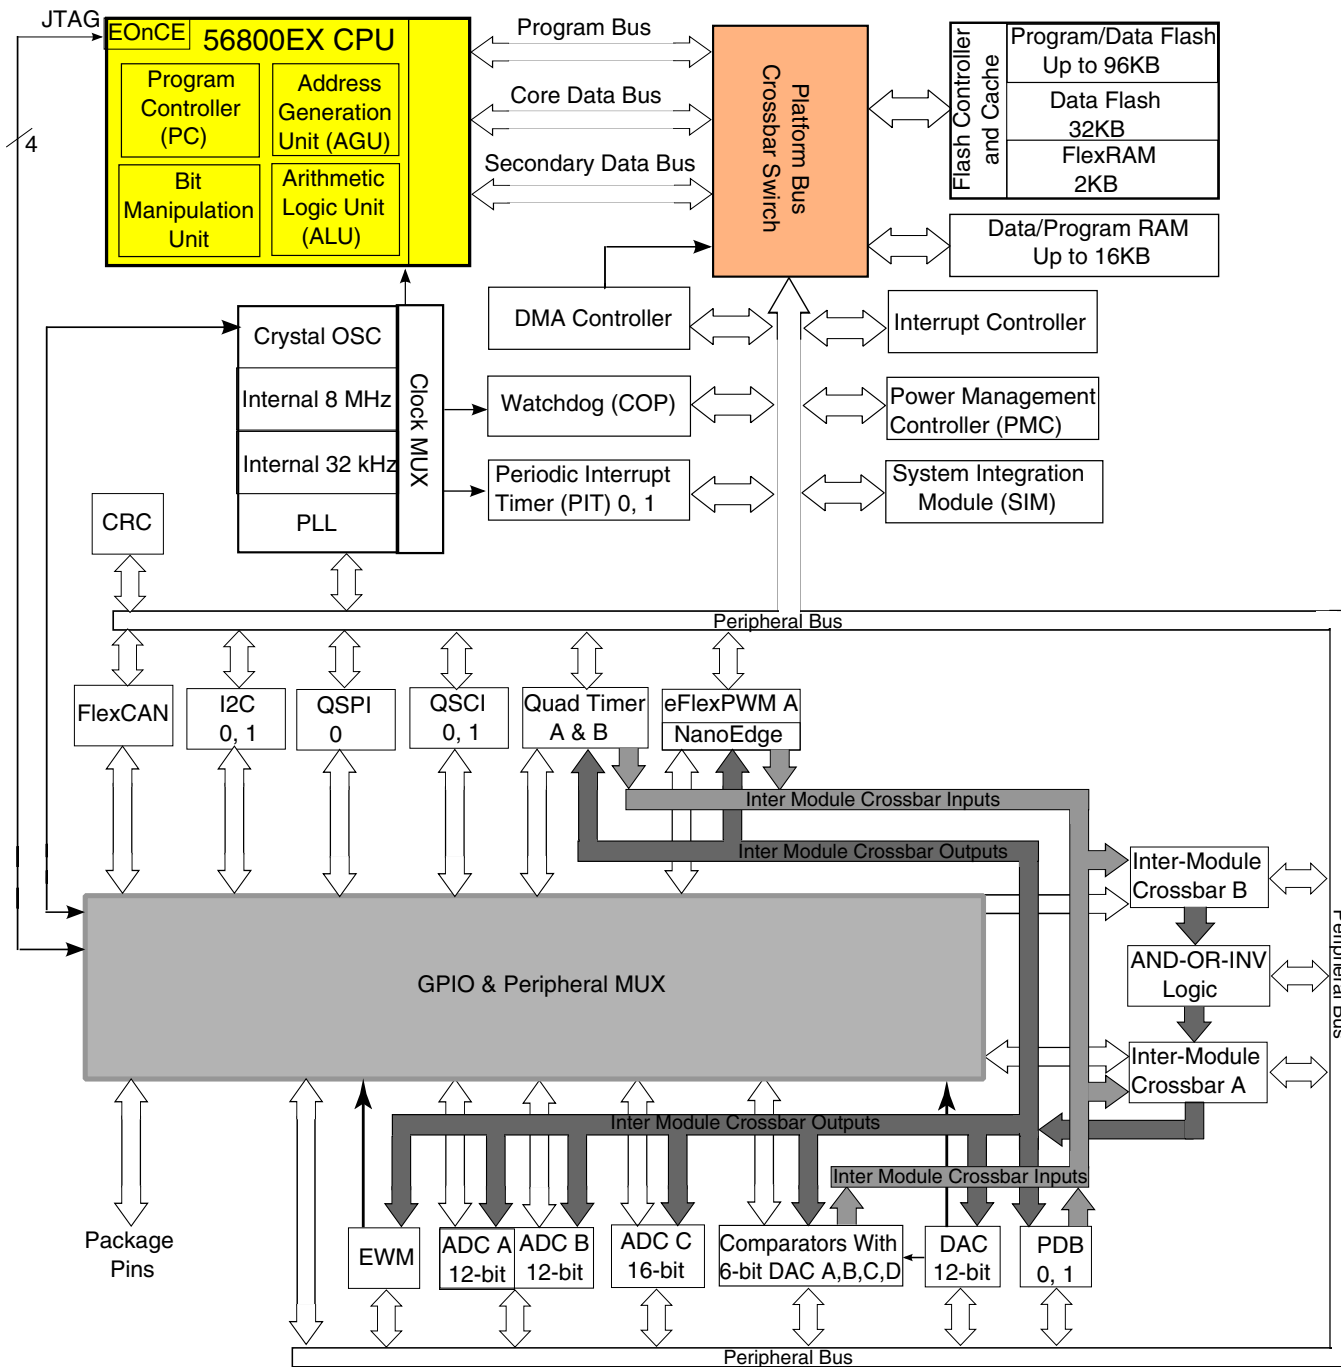 JTAG
EOnCE
56800EX CPU
Program
Controller
(PC)
Address
Generation
Unit (AGU)
Bit
Manipulation
Unit
Arithmetic
Logic Unit
(ALU)
4
Program Bus
Core Data Bus
Secondary Data Bus
Platform Bus
Crossbar Swirch
Flash Controller
and Cache
Program/Data Flash
Up to 96KB
Data Flash
32KB
FlexRAM
2KB
Data/Program RAM
Up to 16KB
Crystal OSC
Internal 8 MHz
Internal 32 kHz
PLL
Clock MUX
DMA Controller
Interrupt Controller
Watchdog (COP)
Power Management
Controller (PMC)
Periodic Interrupt
Timer (PIT) 0, 1
System Integration
Module (SIM)
CRC
Peripheral Bus
FlexCAN
I2C
0, 1
QSPI
0
QSCI
0, 1
Quad Timer
A & B
eFlexPWM A
NanoEdge
Inter Module Crossbar Inputs
Inter Module Crossbar Outputs
Inter-Module
Crossbar B
AND-OR-INV
Logic
Inter-Module
Crossbar A
Peripheral Bus
GPIO & Peripheral MUX
Inter Module Crossbar Outputs
Inter Module Crossbar Inputs
Package
Pins
EWM
ADC A
12-bit
ADC B
12-bit
ADC C
16-bit
Comparators With
6-bit DAC A,B,C,D
DAC
12-bit
PDB
0, 1
Peripheral Bus